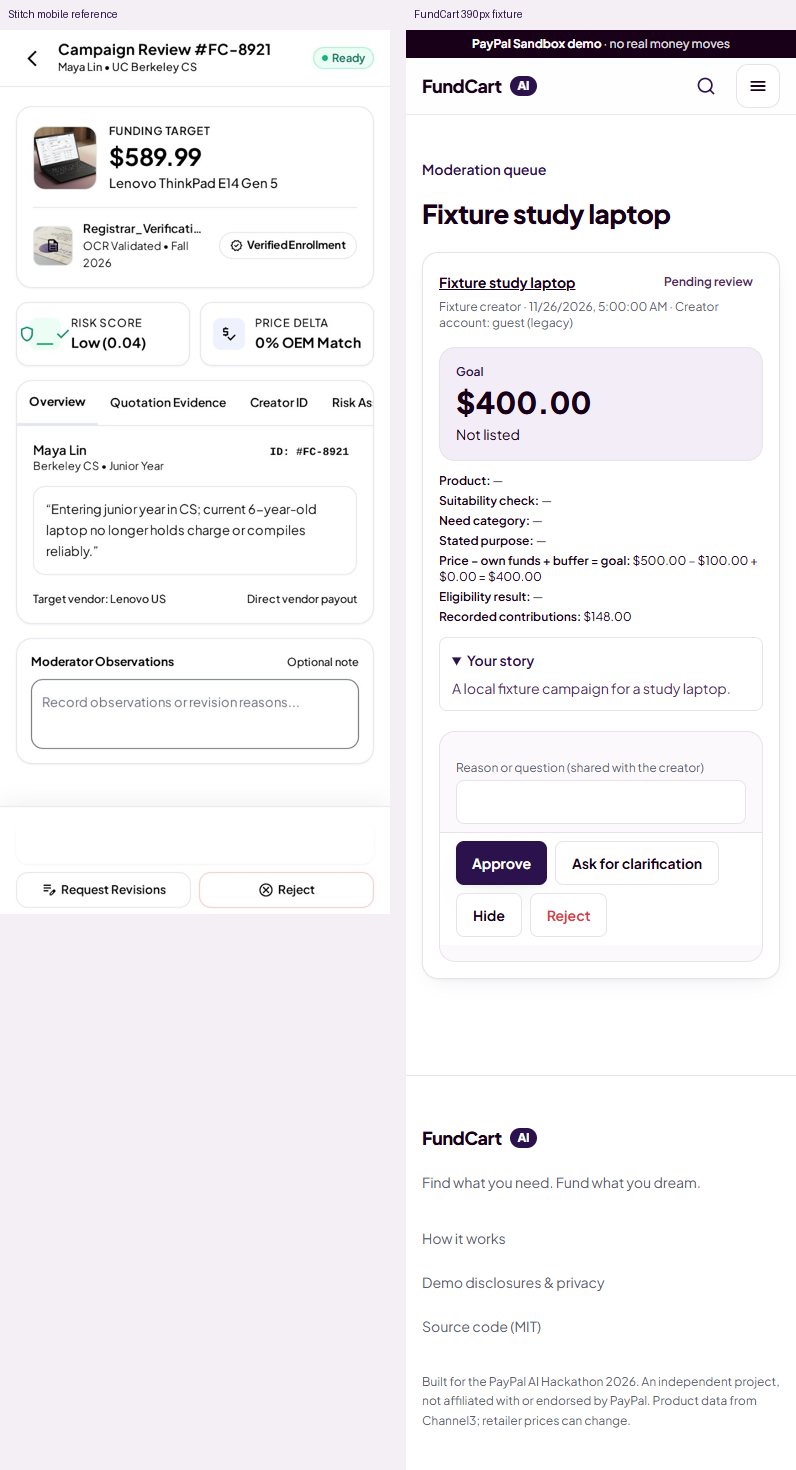 Stitch mobile reference
Campaign Review #FC-8921
Maya Lin • UC Berkeley CS
Ready
FUNDING TARGET
$589.99
Lenovo ThinkPad E14 Gen 5
Registrar_Verificati…
OCR Validated • Fall
2026
Verified Enrollment
RISK SCORE
Low (0.04)
PRICE DELTA
0% OEM Match
Overview
Quotation Evidence
Creator ID
Risk As
Maya Lin
ID: #FC-8921
Berkeley CS • Junior Year
“Entering junior year in CS; current 6-year-old
laptop no longer holds charge or compiles
reliably.”
Target vendor: Lenovo US
Direct vendor payout
Moderator Observations
Optional note
Record observations or revision reasons...
Request Revisions
Reject
FundCart 390px fixture
PayPal Sandbox demo · no real money moves
FundCart AI
Moderation queue
Fixture study laptop
Fixture study laptop
Pending review
Fixture creator · 11/26/2026, 5:00:00 AM · Creator
account: guest (legacy)
Goal
$400.00
Not listed
Product: —
Suitability check: —
Need category: —
Stated purpose: —
Price − own funds + buffer = goal: $500.00 − $100.00 +
$0.00 = $400.00
Eligibility result: —
Recorded contributions: $148.00
▼ Your story
A local fixture campaign for a study laptop.
Reason or question (shared with the creator)
Approve
Ask for clarification
Hide
Reject
FundCart AI
Find what you need. Fund what you dream.
How it works
Demo disclosures & privacy
Source code (MIT)
Built for the PayPal AI Hackathon 2026. An independent project,
not affiliated with or endorsed by PayPal. Product data from
Channel3; retailer prices can change.